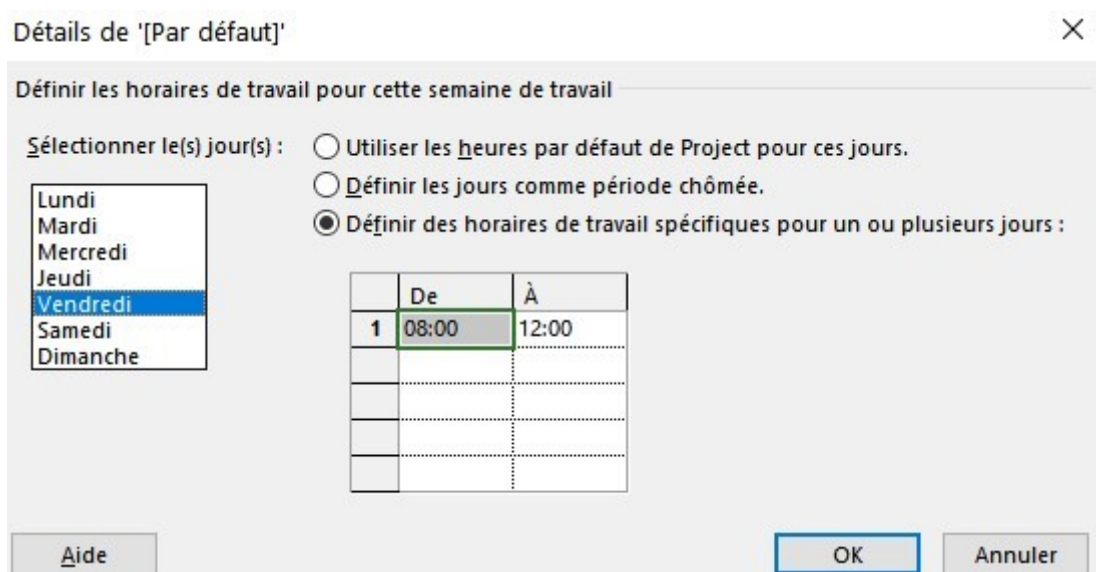 Détails de '[Par défaut]'
Définir les horaires de travail pour cette semaine de travail
Sélectionner le(s) jour(s) :
Lundi
Mardi
Mercredi
Jeudi
Vendredi
Samedi
Dimanche
Utiliser les heures par défaut de Project pour ces jours.
Définir les jours comme période chômée.
Définir des horaires de travail spécifiques pour un ou plusieurs jours :
De À
1 08:00 12:00
Aide OK Annuler